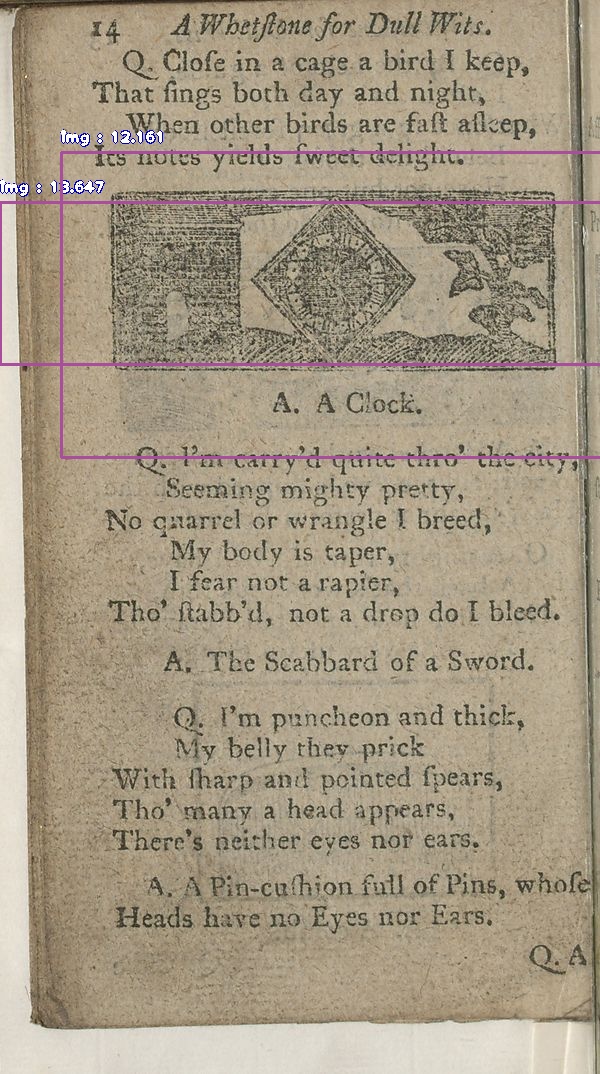 14 A Whetſtone for Dull Wits.
Q. Cloſe in a cage a bird I keep,
That ſings both day and night,
When other birds are faſt aſleep,
Img : 12.161
Its notes yields ſweet delight.
Img : 13.647
A. A Clock.
Q. I'm carry'd quite thro' the city,
Seeming mighty pretty,
No quarrel or wrangle I breed,
My body is taper,
I fear not a rapier,
Tho' ſtabb'd, not a drop do I bleed.
A. The Scabbard of a Sword.
Q. I'm puncheon and thick,
My belly they prick
With ſharp and pointed ſpears,
Tho' many a head appears,
There's neither eyes nor ears.
A. A Pin-cuſhion full of Pins, whoſe
Heads have no Eyes nor Ears.
Q. A